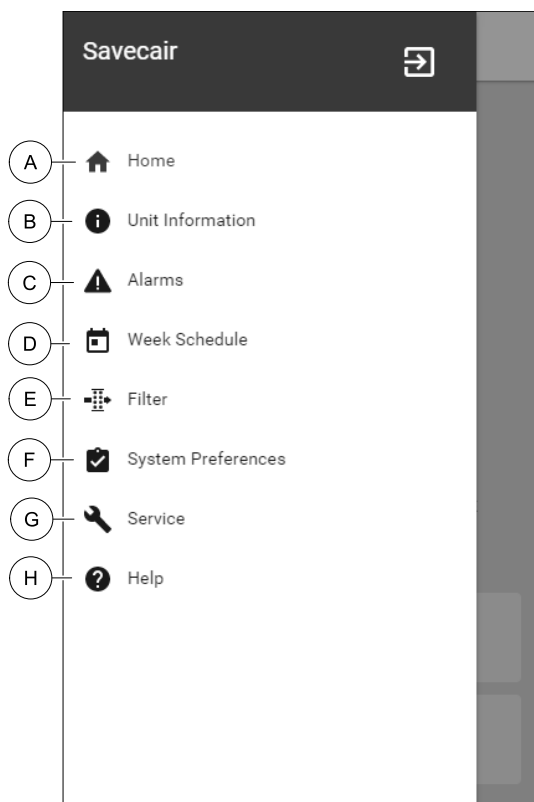 Savecair
A Home
B Unit Information
C Alarms
D Week Schedule
E Filter
F System Preferences
G Service
H Help